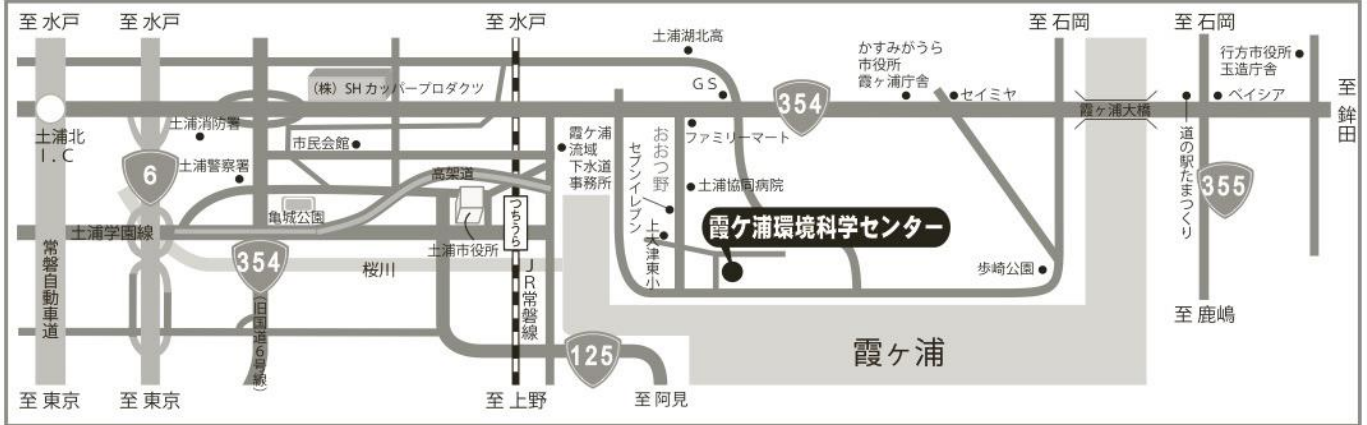 至 水戸
至 水戸
至 水戸
至 石岡
至 石岡
土浦湖北高
かすみがうら
市役所
霞ヶ浦庁舎
行方市役所
玉造庁舎
(株) SHカッパープロダクツ
GS
354
セイミヤ
霞ヶ浦大橋
ベイシア
至 鉾田
土浦北
I.C
土浦消防署
市民会館
霞ケ浦
流域
下水道
事務所
セブンイレブン
おおつ野
ファミリーマート
道の駅たまつくり
6
土浦警察署
高架道
土浦協同病院
355
亀城公園
つちうら
上大津東小
霞ケ浦環境科学センター
土浦学園線
土浦市役所
常磐自動車道
354
(旧国道6号線)
桜川
JR常磐線
歩崎公園
至 鹿嶋
125
霞ヶ浦
至 東京
至 東京
至 上野
至 阿見